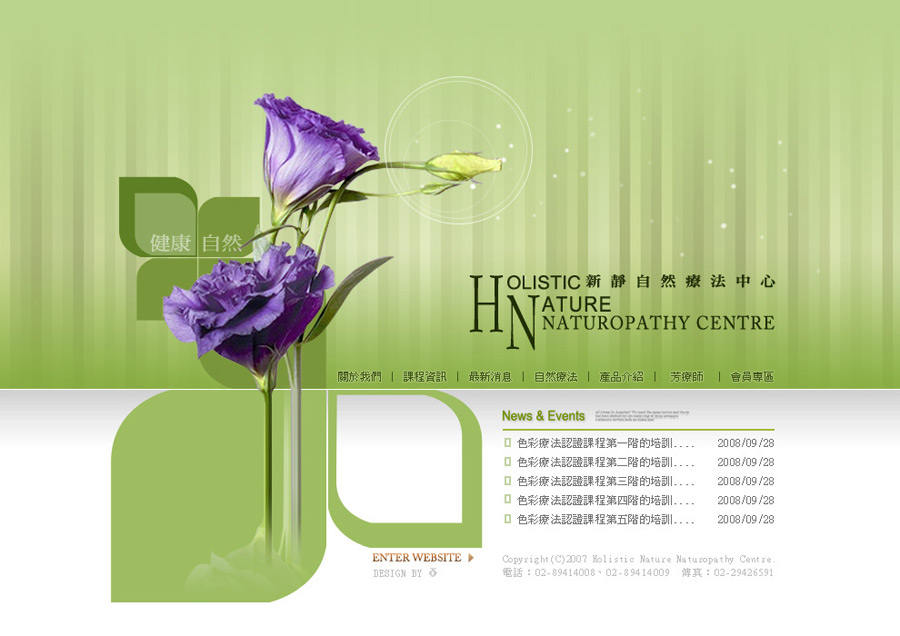 健康 自然
HOLISTIC 新靜自然療法中心
NATURE
NATUROPATHY CENTRE
關於我們 | 課程資訊 | 最新消息 | 自然療法 | 產品介紹 | 芳療師 | 會員專區
News & Events
色彩療法認證課程第一階的培訓.... 2008/09/28
色彩療法認證課程第二階的培訓.... 2008/09/28
色彩療法認證課程第三階的培訓.... 2008/09/28
色彩療法認證課程第四階的培訓.... 2008/09/28
色彩療法認證課程第五階的培訓.... 2008/09/28
ENTER WEBSITE
DESIGN BY
Copyright(C)2007 Holistic Nature Naturopathy Centre.
電話：02-89414008、02-89414009 傳真：02-29426591